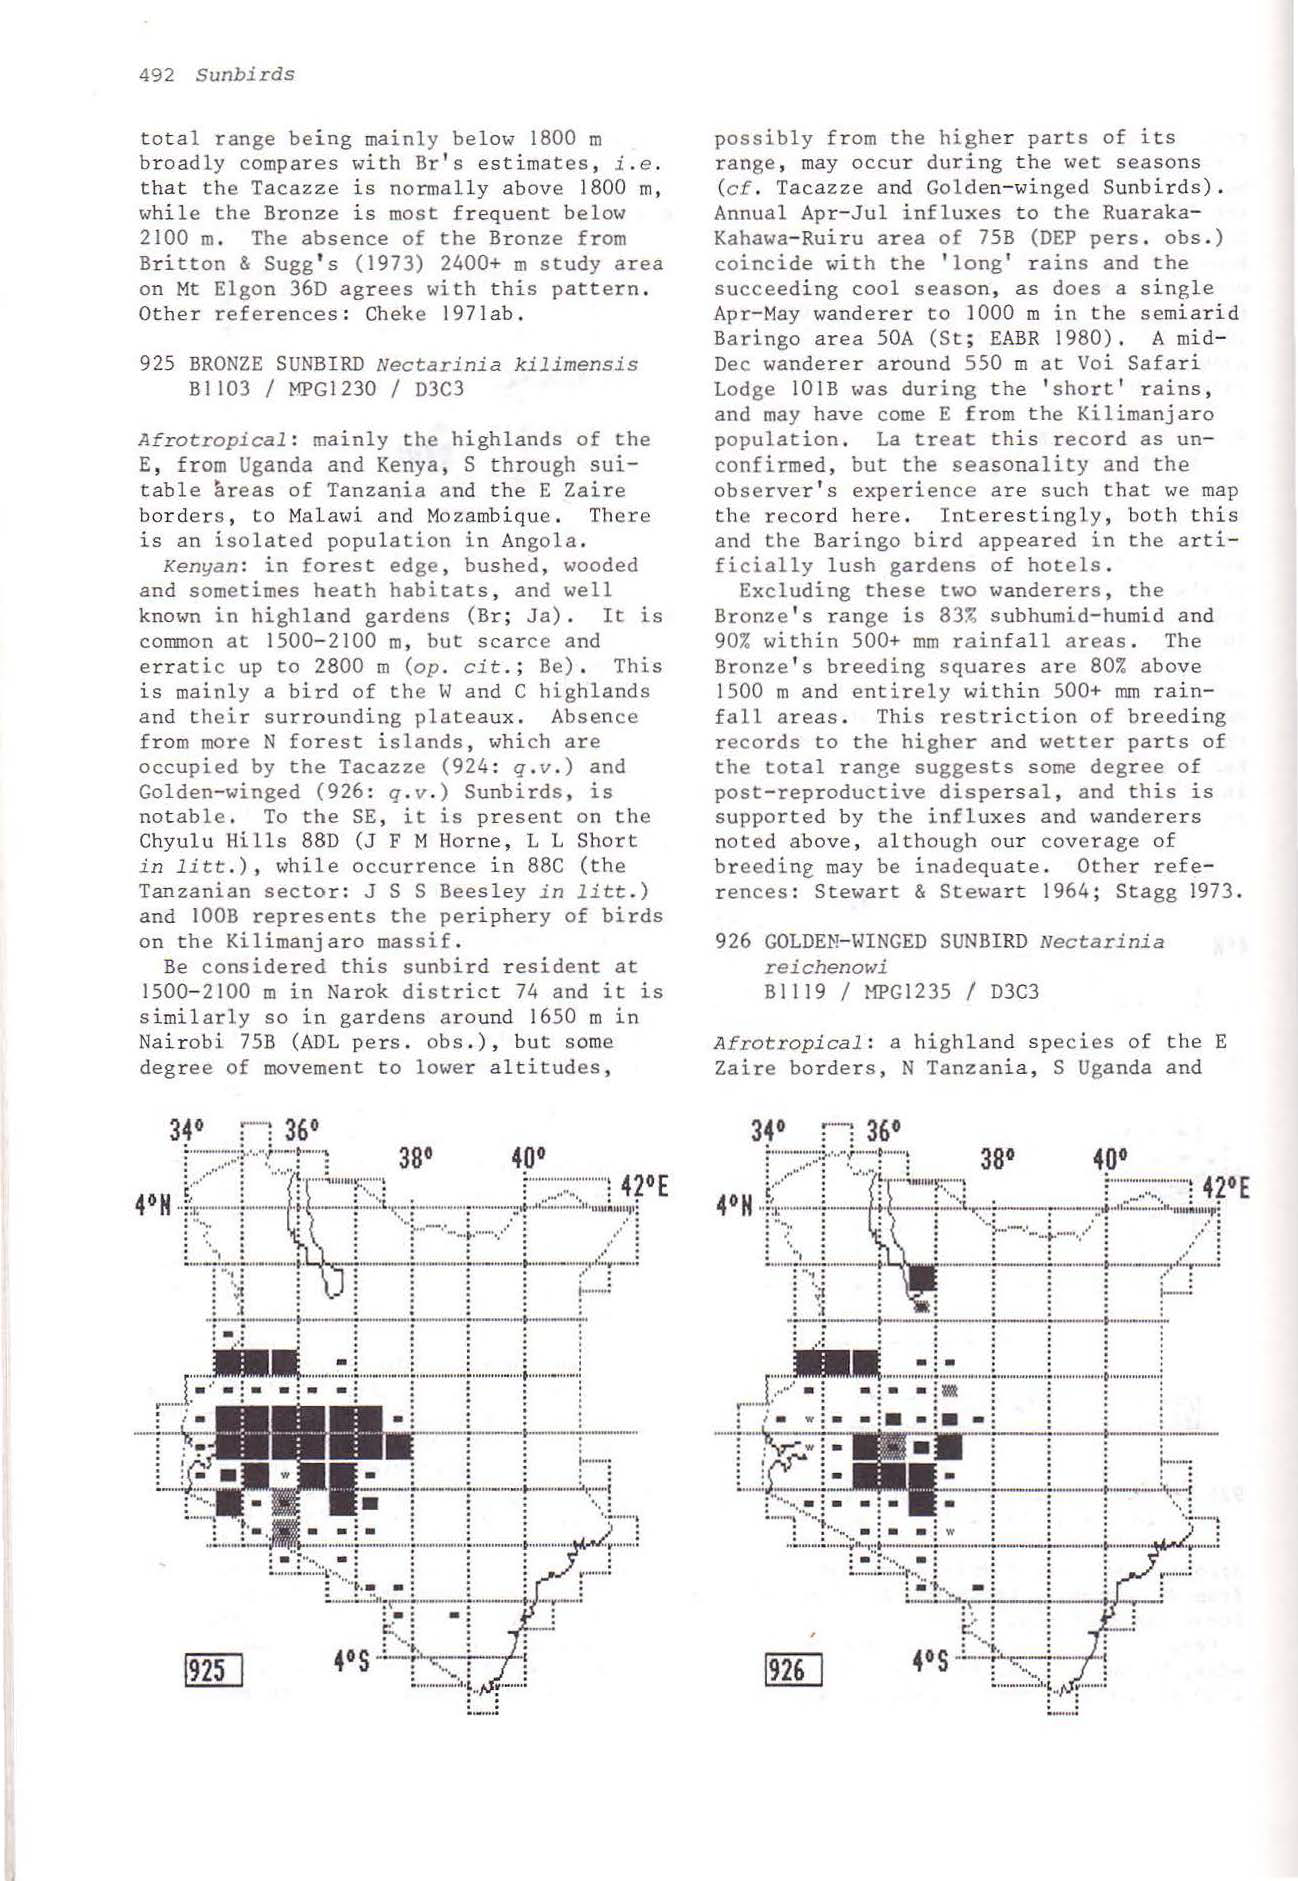 492 Sunbirds
total range being mainly below 1800 m
broadly compares with Br's estimates, i.e.
that the Tacazze is normally above 1800 m,
while the Bronze is most frequent below
2100 m. The absence of the Bronze from
Britton & Sugg's (1973) 2400+ m study area
on Mt Elgon 36D agrees with this pattern.
Other references: Cheke 1971ab.
925 BRONZE SUNBIRD Nectarinia kilimensis
B1103 / MPG1230 / D3C3
Afrotropical: mainly the highlands of the
E, from Uganda and Kenya, S through sui-
table areas of Tanzania and the E Zaire
borders, to Malawi and Mozambique. There
is an isolated population in Angola.
Kenyan: in forest edge, bushed, wooded
and sometimes heath habitats, and well
known in highland gardens (Br; Ja). It is
common at 1500-2100 m, but scarce and
erratic up to 2800 m (op. cit.; Be). This
is mainly a bird of the W and C highlands
and their surrounding plateaux. Absence
from more N forest islands, which are
occupied by the Tacazze (924: q.v.) and
Golden-winged (926: q.v.) Sunbirds, is
notable. To the SE, it is present on the
Chyulu Hills 88D (J F M Horne, L L Short
in litt.), while occurrence in 88C (the
Tanzanian sector: J S S Beesley in litt.)
and 100B represents the periphery of birds
on the Kilimanjaro massif.
Be considered this sunbird resident at
1500-2100 m in Narok district 74 and it is
similarly so in gardens around 1650 m in
Nairobi 75B (ADL pers. obs.), but some
degree of movement to lower altitudes,
possibly from the higher parts of its
range, may occur during the wet seasons
(cf. Tacazze and Golden-winged Sunbirds).
Annual Apr-Jul influxes to the Ruaraka-
Kahawa-Ruiru area of 75B (DEP pers. obs.)
coincide with the 'long' rains and the
succeeding cool season, as does a single
Apr-May wanderer to 1000 m in the semiarid
Baringo area 50A (St; EABR 1980). A mid-
Dec wanderer around 550 m at Voi Safari
Lodge 101B was during the 'short' rains,
and may have come E from the Kilimanjaro
population. La treat this record as un-
confirmed, but the seasonality and the
observer's experience are such that we map
the record here. Interestingly, both this
and the Baringo bird appeared in the arti-
ficially lush gardens of hotels.
Excluding these two wanderers, the
Bronze's range is 83% subhumid-humid and
90% within 500+ mm rainfall areas. The
Bronze's breeding squares are 80% above
1500 m and entirely within 500+ mm rain-
fall areas. This restriction of breeding
records to the higher and wetter parts of
the total range suggests some degree of
post-reproductive dispersal, and this is
supported by the influxes and wanderers
noted above, although our coverage of
breeding may be inadequate. Other refe-
rences: Stewart & Stewart 1964; Stagg 1973.
926 GOLDEN-WINGED SUNBIRD Nectarinia
reichenowi
B1119 / MPG1235 / D3C3
Afrotropical: a highland species of the E
Zaire borders, N Tanzania, S Uganda and
34° 36°
38° 40°
42°E
4°N
4°S
925
34° 36°
38° 40°
42°E
4°N
4°S
926